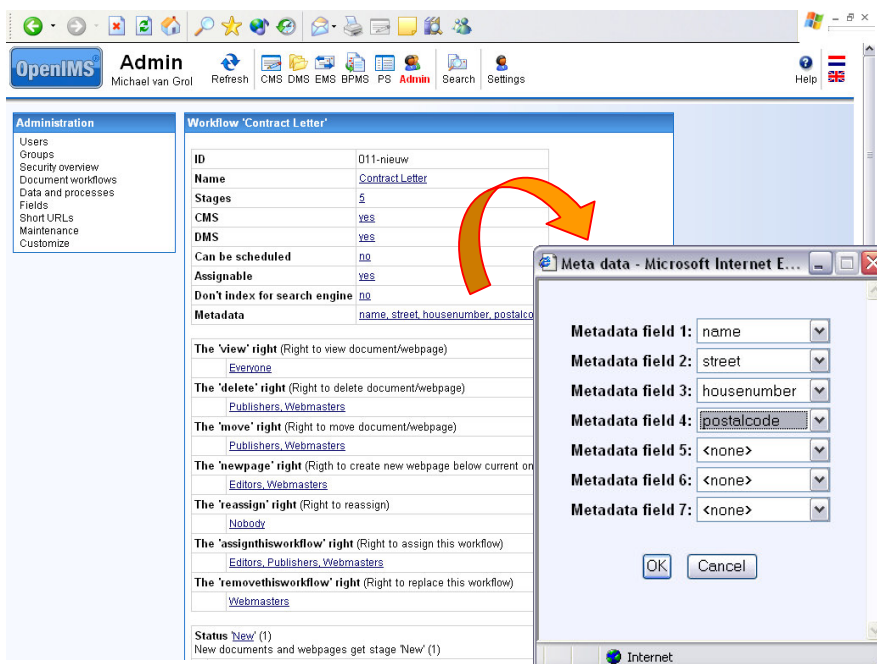 OpenIMS
Admin
Michael van Grol
Refresh
CMS DMS EMS BPMS PS Admin
Search
Settings
Help
Administration
Users
Groups
Security overview
Document workflows
Data and processes
Fields
Short URLs
Maintenance
Customize
Workflow 'Contract Letter'
ID 011-nieuw
Name Contract Letter
Stages 5
CMS yes
DMS yes
Can be scheduled no
Assignable yes
Don't index for search engine no
Metadata name, street, housenumber, postalco
The 'view' right (Right to view document/webpage)
Everyone
The 'delete' right (Right to delete document/webpage)
Publishers, Webmasters
The 'move' right (Right to move document/webpage)
Publishers, Webmasters
The 'newpage' right (Rigth to create new webpage below current on
Editors, Webmasters
The 'reassign' right (Right to reassign)
Nobody
The 'assignthisworkflow' right (Right to assign this workflow)
Editors, Publishers, Webmasters
The 'removethisworkflow' right (Right to replace this workflow)
Webmasters
Status 'New' (1)
New documents and webpages get stage 'New' (1)
Meta data - Microsoft Internet E...
Metadata field 1: name
Metadata field 2: street
Metadata field 3: housenumber
Metadata field 4: postalcode
Metadata field 5: <none>
Metadata field 6: <none>
Metadata field 7: <none>
OK Cancel
Internet